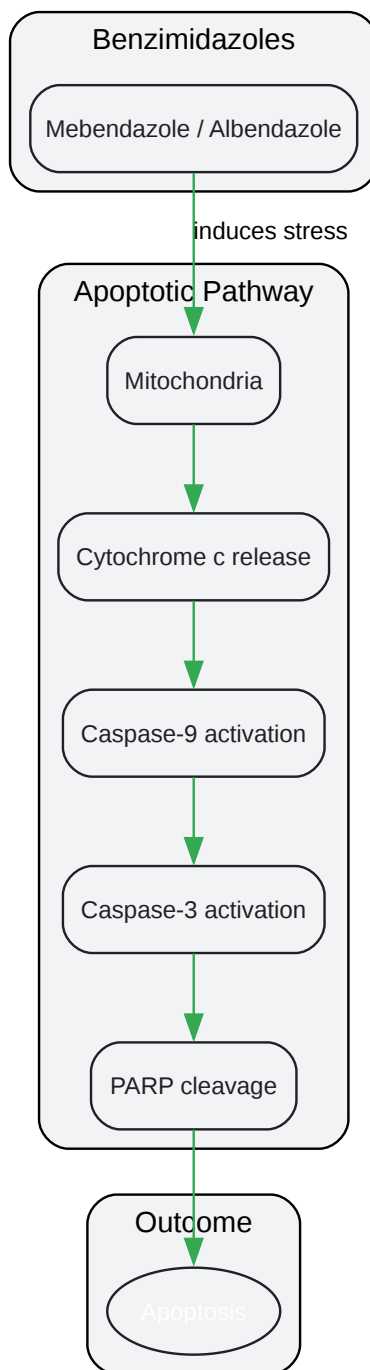 Benzimidazoles
Mebendazole / Albendazole
induces stress
Apoptotic Pathway
Mitochondria
Cytochrome c release
Caspase-9 activation
Caspase-3 activation
PARP cleavage
Outcome
Apoptosis